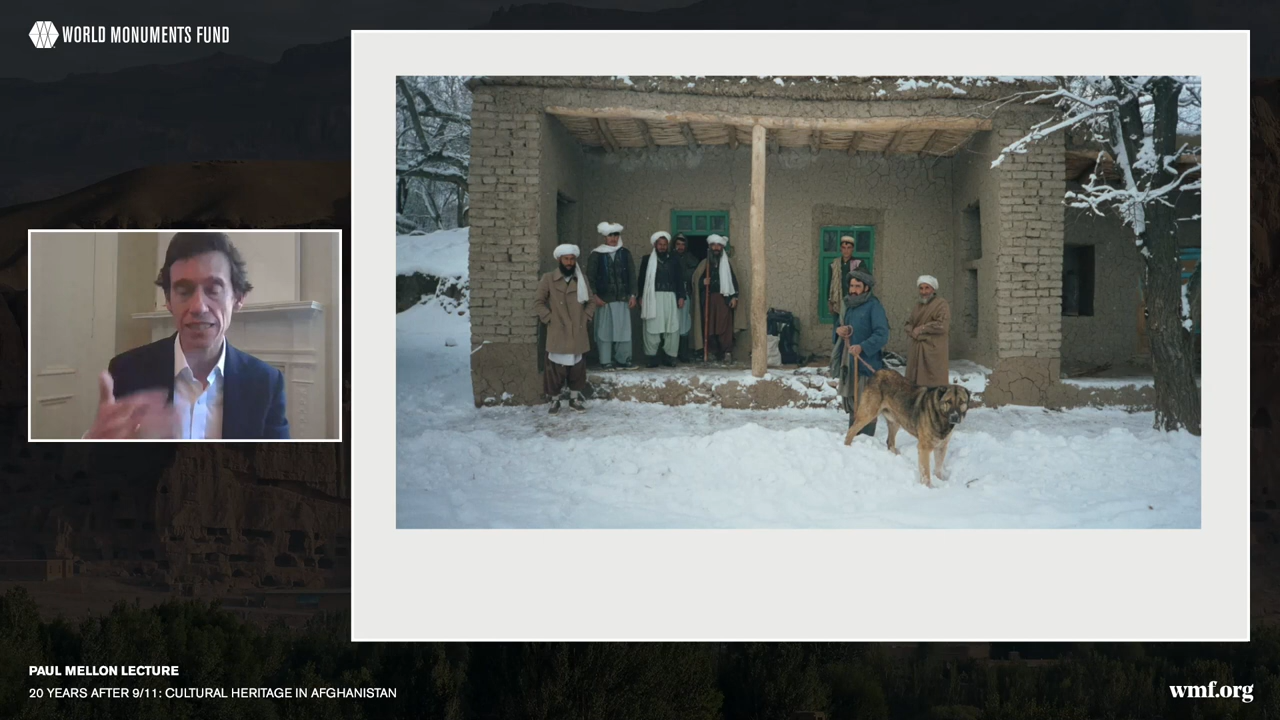 WORLD MONUMENTS FUND
PAUL MELLON LECTURE
20 YEARS AFTER 9/11: CULTURAL HERITAGE IN AFGHANISTAN
wmf.org